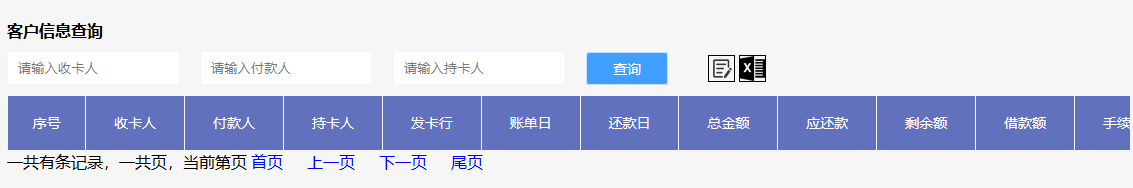 客户信息查询
请输入收卡人 请输入付款人 请输入持卡人 查询
序号 收卡人 付款人 持卡人 发卡行 账单日 还款日 总金额 应还款 剩余额 借款额 手续
一共有条记录，一共页，当前第页 首页 上一页 下一页 尾页